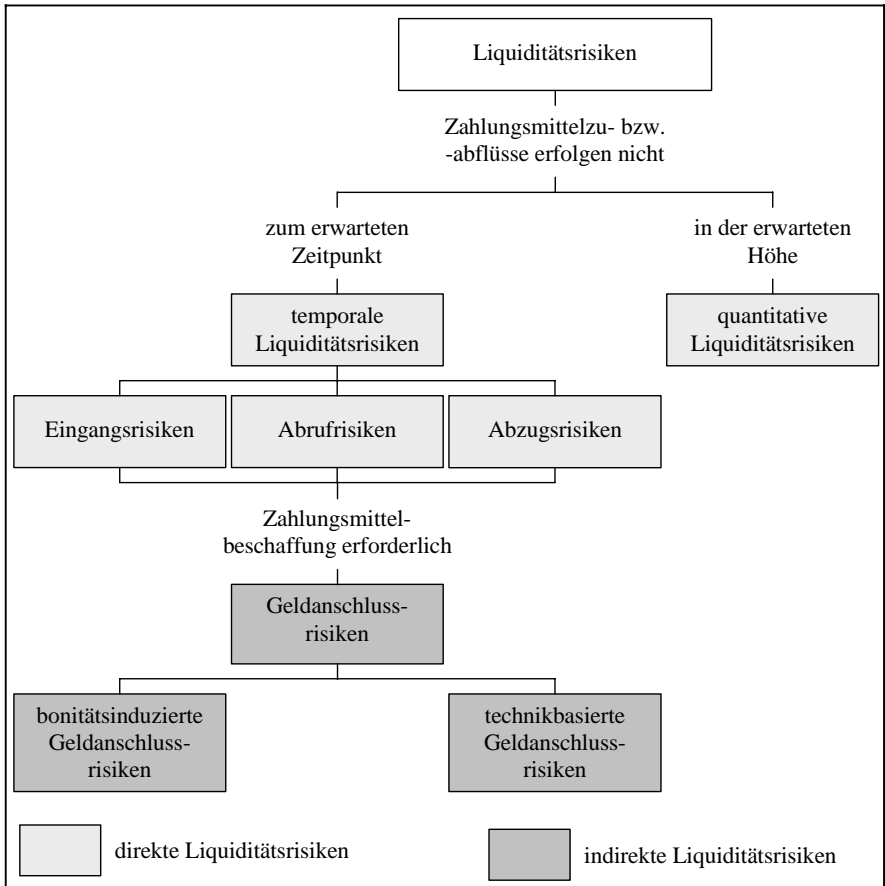 Liquiditätsrisiken
Zahlungsmittelzu- bzw.
-abflüsse erfolgen nicht
zum erwarteten
Zeitpunkt
in der erwarteten
Höhe
temporale
Liquiditätsrisiken
quantitative
Liquiditätsrisiken
Eingangsrisiken
Abrufrisiken
Abzugsrisiken
Zahlungsmittel-
beschaffung erforderlich
Geldanschluss-
risiken
bonitätsinduzierte
Geldanschluss-
risiken
technikbasierte
Geldanschluss-
risiken
direkte Liquiditätsrisiken
indirekte Liquiditätsrisiken